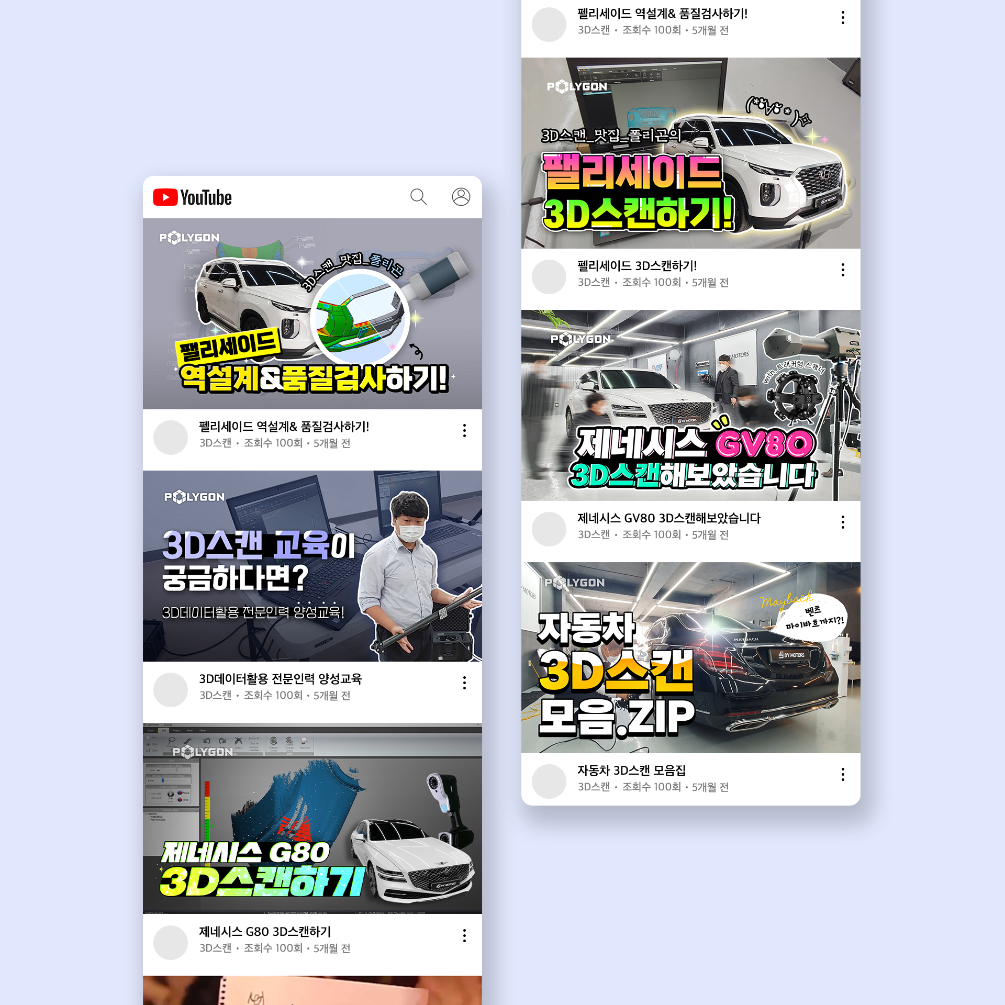 YouTube
POLYGON
3D스캔_맛집_폴리곤
팰리세이드
역설계&품질검사하기!
펠리세이드 역설계& 품질검사하기!
3D스캔 • 조회수 100회 • 5개월 전
POLYGON
3D스캔 교육이
궁금하다면?
3D데이터활용 전문인력 양성교육!
3D데이터활용 전문인력 양성교육
3D스캔 • 조회수 100회 • 5개월 전
POLYGON
제네시스 G80
3D스캔하기
제네시스 G80 3D스캔하기
3D스캔 • 조회수 100회 • 5개월 전
펠리세이드 역설계& 품질검사하기!
3D스캔 • 조회수 100회 • 5개월 전
POLYGON
3D스캔_맛집_폴리곤의
팰리세이드
3D스캔하기!
펠리세이드 3D스캔하기!
3D스캔 • 조회수 100회 • 5개월 전
POLYGON
제네시스 GV80
3D스캔해보았습니다
제네시스 GV80 3D스캔해보았습니다
3D스캔 • 조회수 100회 • 5개월 전
POLYGON
Maybach
벤츠
마이바흐까지?!
자동차
3D스캔
모음.ZIP
DY MOTORS
자동차 3D스캔 모음집
3D스캔 • 조회수 100회 • 5개월 전